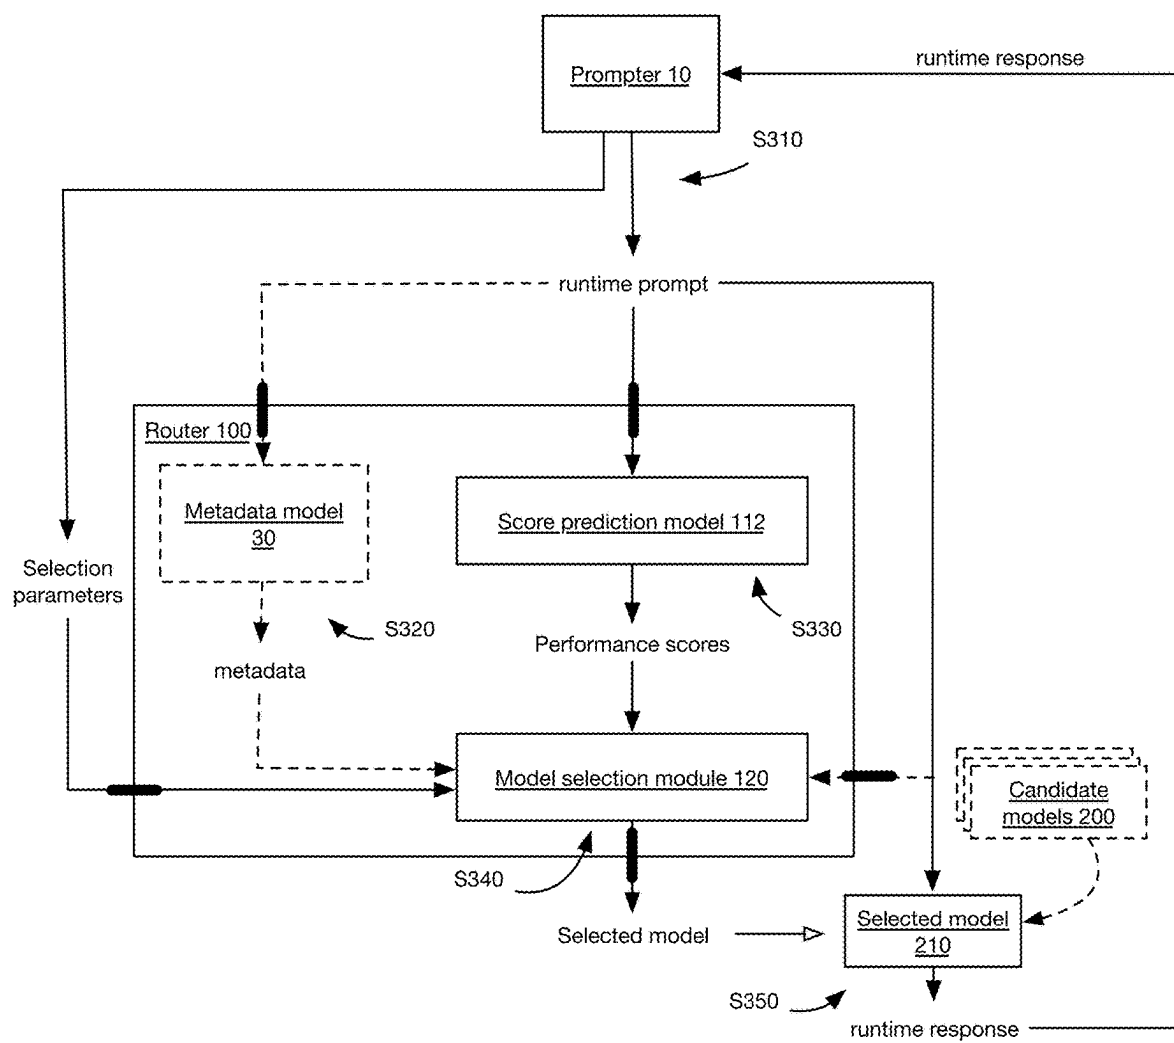 runtime response
Prompter 10
S310
runtime prompt
Router 100
Metadata model
30
Score prediction model 112
Selection
parameters
S320
S330
Performance scores
metadata
Model selection module 120
Candidate
models 200
S340
Selected model
Selected model
210
S350
runtime response